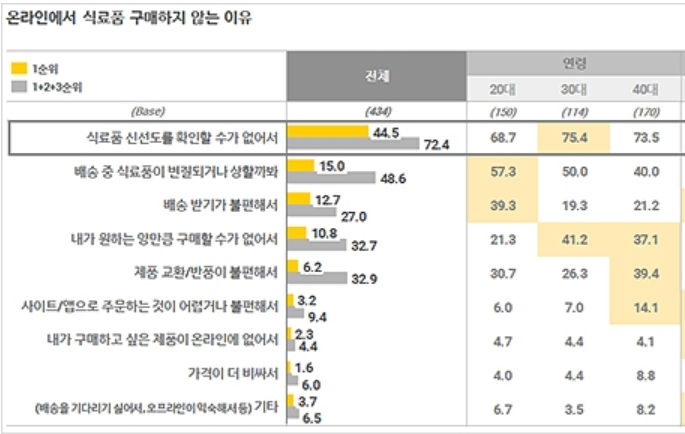 온라인에서 식료품 구매하지 않는 이유
1순위
1+2+3순위
전체
연령
20대 30대 40대
(Base) (434) (150) (114) (170)
식료품 신선도를 확인할 수가 없어서 44.5 72.4 68.7 75.4 73.5
배송 중 식료품이 변질되거나 상할까봐 15.0 48.6 57.3 50.0 40.0
배송 받기가 불편해서 12.7 27.0 39.3 19.3 21.2
내가 원하는 양만큼 구매할 수가 없어서 10.8 32.7 21.3 41.2 37.1
제품 교환/반품이 불편해서 6.2 32.9 30.7 26.3 39.4
사이트/앱으로 주문하는 것이 어렵거나 불편해서 3.2 9.4 6.0 7.0 14.1
내가 구매하고 싶은 제품이 온라인에 없어서 2.3 4.4 4.7 4.4 4.1
가격이 더 비싸서 1.6 6.0 4.0 4.4 8.8
(배송을 기다리기 싫어서, 오프라인이 익숙해서 등) 기타 3.7 6.5 6.7 3.5 8.2